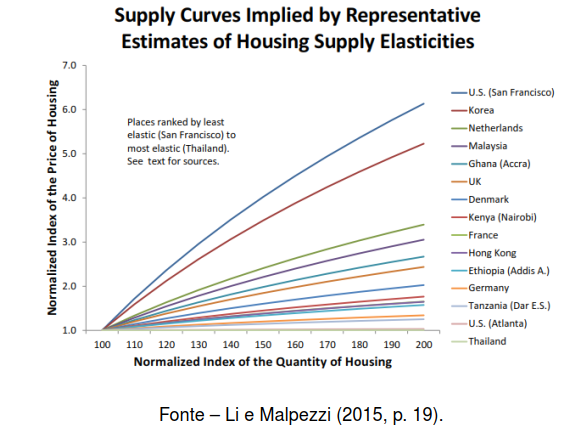 Supply Curves Implied by Representative
Estimates of Housing Supply Elasticities
Normalized Index of the Price of Housing
7.0
6.0
5.0
4.0
3.0
2.0
1.0
Places ranked by least
elastic (San Francisco) to
most elastic (Thailand).
See text for sources.
U.S. (San Francisco)
Korea
Netherlands
Malaysia
Ghana (Accra)
UK
Denmark
Kenya (Nairobi)
France
Hong Kong
Ethiopia (Addis A.)
Germany
Tanzania (Dar E.S.)
U.S. (Atlanta)
Thailand
100 110 120 130 140 150 160 170 180 190 200
Normalized Index of the Quantity of Housing
Fonte – Li e Malpezzi (2015, p. 19).